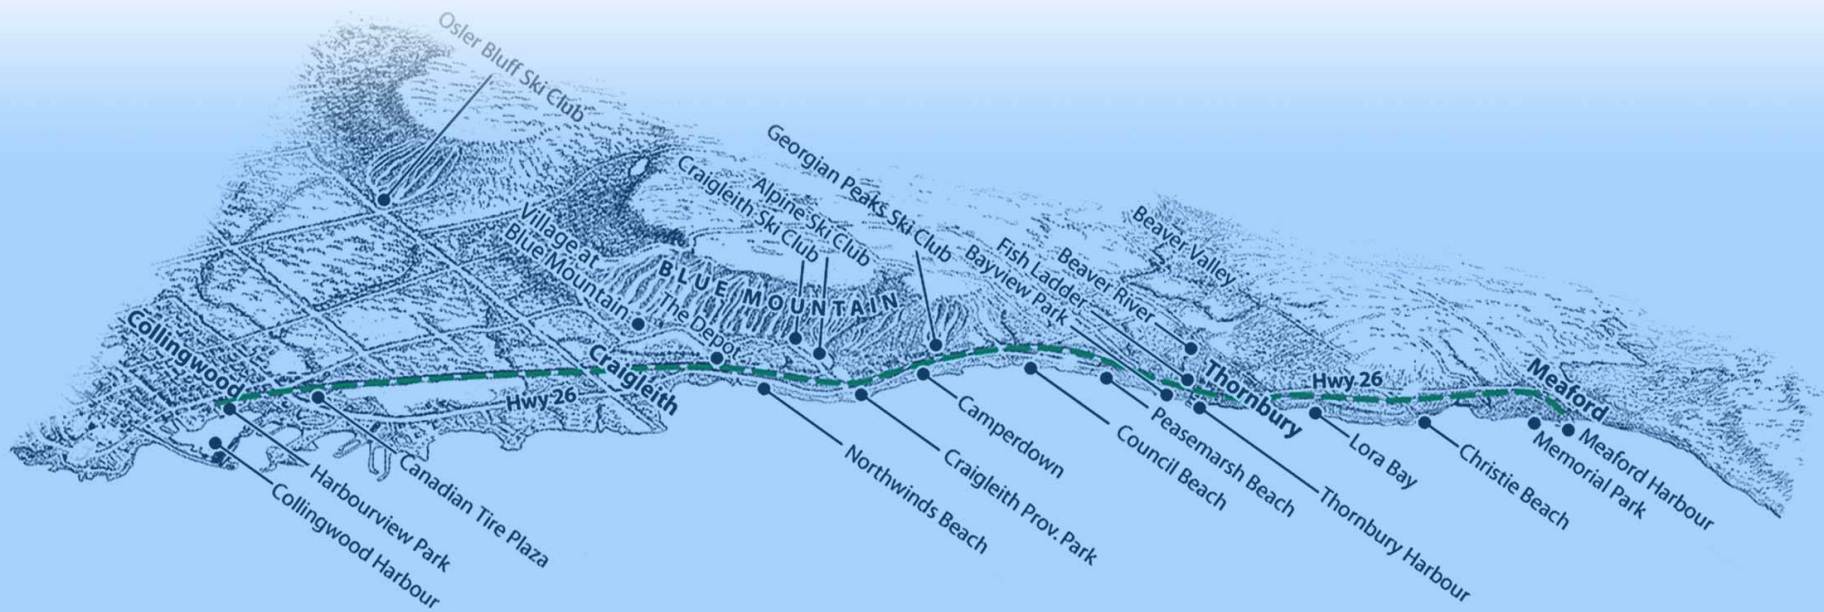 Osler Bluff Ski Club
Georgian Peaks Ski Club
Alpine Ski Club
Craigleith Ski Club
Village at
Blue Mountain
BLUE MOUNTAIN
The Depot
Bayview Park
Fish Ladder
Beaver River
Beaver Valley
Collingwood
Craigleith
Hwy 26
Thornbury
Hwy 26
Meaford
Collingwood Harbour
Harbourview Park
Canadian Tire Plaza
Northwinds Beach
Craigleith Prov. Park
Camperdown
Council Beach
Peasemarsh Beach
Thornbury Harbour
Lora Bay
Christie Beach
Memorial Park
Meaford Harbour